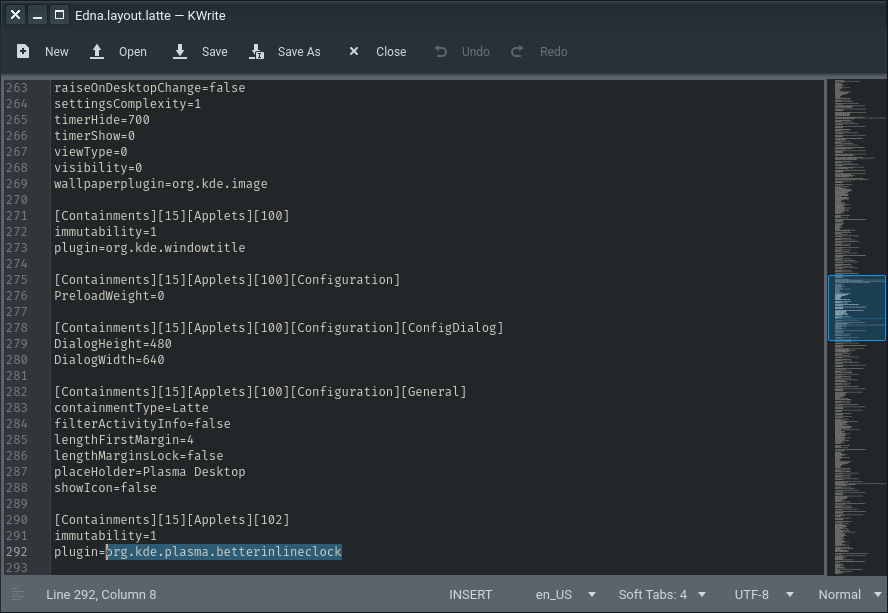 Edna.layout.latte — KWrite
New Open Save Save As Close Undo Redo
263 raiseOnDesktopChange=false
264 settingsComplexity=1
265 timerHide=700
266 timerShow=0
267 viewType=0
268 visibility=0
269 wallpaperplugin=org.kde.image
270
271 [Containments][15][Applets][100]
272 immutability=1
273 plugin=org.kde.windowtitle
274
275 [Containments][15][Applets][100][Configuration]
276 PreloadWeight=0
277
278 [Containments][15][Applets][100][Configuration][ConfigDialog]
279 DialogHeight=480
280 DialogWidth=640
281
282 [Containments][15][Applets][100][Configuration][General]
283 containmentType=Latte
284 filterActivityInfo=false
285 lengthFirstMargin=4
286 lengthMarginsLock=false
287 placeHolder=Plasma Desktop
288 showIcon=false
289
290 [Containments][15][Applets][102]
291 immutability=1
292 plugin=org.kde.plasma.betterinlineclock
293
Line 292, Column 8 INSERT en_US Soft Tabs: 4 UTF-8 Normal